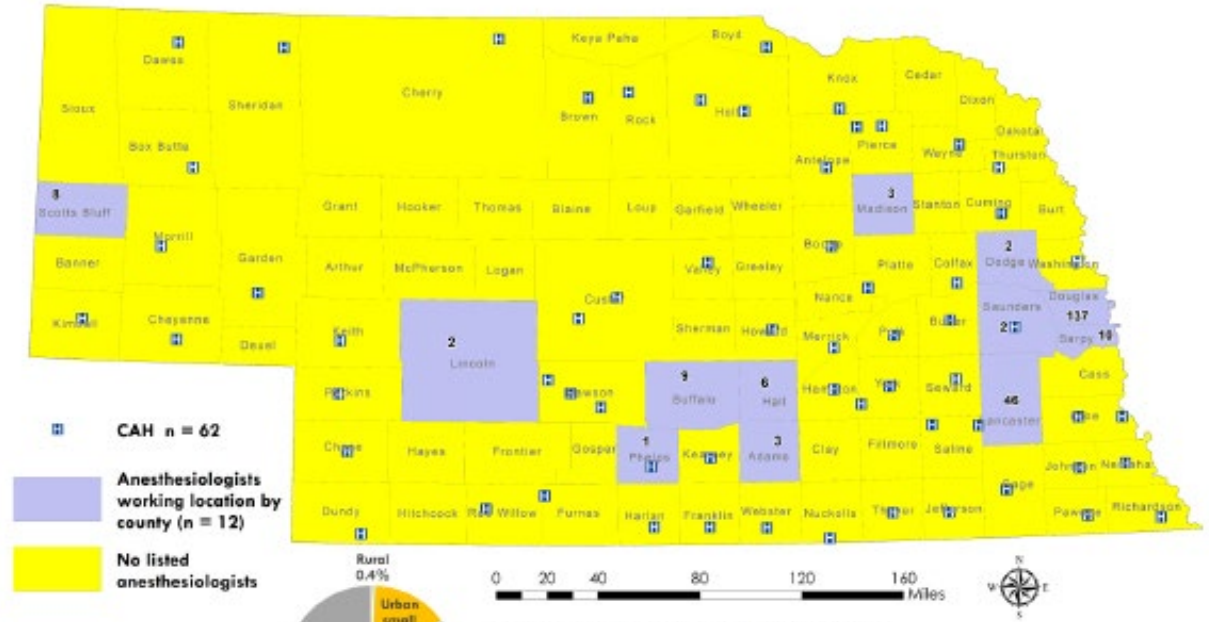 Keya Paha
Boyd
Dawes
Knox
Cedar
Cherry
Sioux
Sheridan
Dixon
Brown
Rock
Holt
Dakota
Box Butte
Pierce
Wayne
Thurston
Antelope
8
3
Scotts Bluff
Grant
Hooker
Thomas
Blaine
Loup
Garfield
Wheeler
Madison
Stanton
Cuming
Burt
Morrill
2
Banner
Garden
Arthur
McPherson
Logan
Valley
Greeley
Platte
Colfax
Dodge
Washington
Nance
Saunders
Douglas
Kimball
Cheyenne
Keith
Sherman
Howard
Merrick
Polk
Butler
2
137
Deuel
2
Sarpy
Lincoln
9
6
Cass
Perkins
Dawson
Buffalo
Hall
Hamilton
York
Seward
46
Lancaster
1
3
Chase
Hayes
Frontier
Gosper
Phelps
Kearney
Adams
Clay
Fillmore
Saline
Johnson
Nemaha
Gage
Dundy
Hitchcock
Red Willow
Furnas
Harlan
Franklin
Webster
Nuckolls
Thayer
Jefferson
Pawnee
Richardson
H CAH n = 62
Anesthesiologists
working location by
county (n = 12)
No listed
anesthesiologists
Rural
0.4%
Urban
small
0 20 40 80 120 160
Miles
N
W E
S